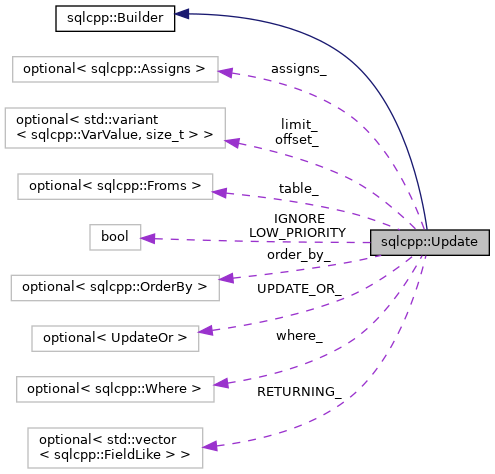 sqlcpp::Builder
optional< sqlcpp::Assigns >
assigns_
optional< std::variant
< sqlcpp::VarValue, size_t > >
limit_
offset_
optional< sqlcpp::Froms >
table_
bool
IGNORE
LOW_PRIORITY
sqlcpp::Update
order_by_
optional< sqlcpp::OrderBy >
UPDATE_OR_
optional< UpdateOr >
where_
optional< sqlcpp::Where >
RETURNING_
optional< std::vector
< sqlcpp::FieldLike > >